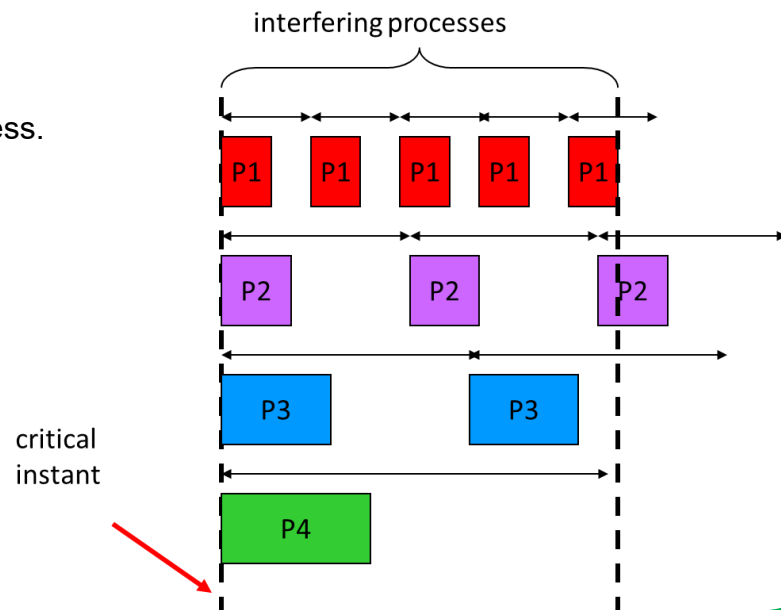 interfering processes
ess.
P1 P1 P1 P1 P1
P2 P2 P2
P3 P3
critical
instant
P4